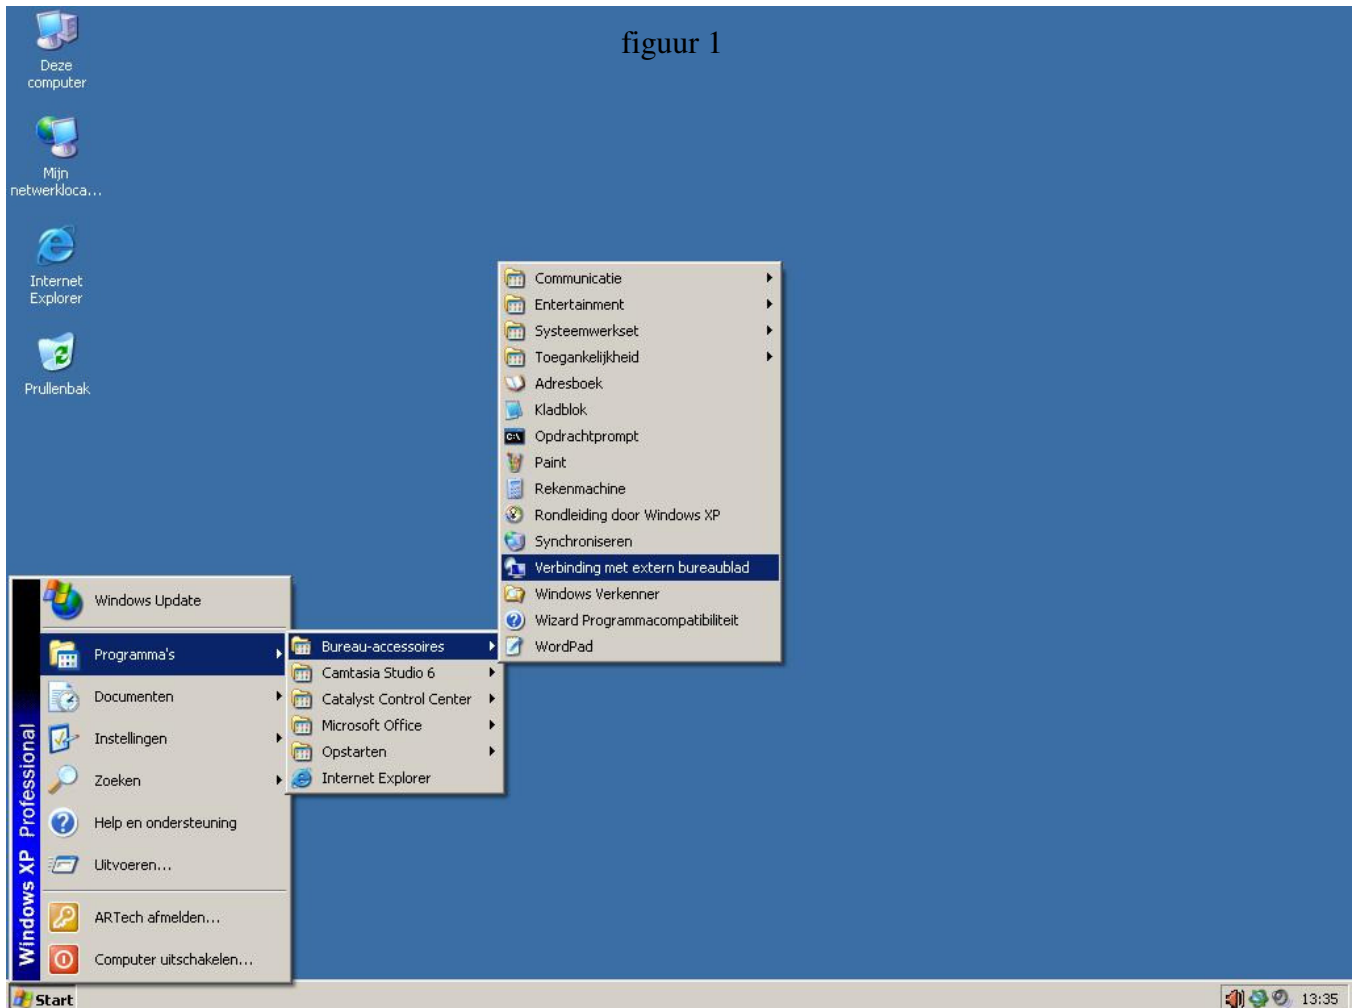 figuur 1
Deze
computer
Mijn
netwerkloca...
Internet
Explorer
Prullenbak
Communicatie
Entertainment
Systeemwerkset
Toegankelijkheid
Adresboek
Kladblok
Opdrachtprompt
Paint
Rekenmachine
Rondleiding door Windows XP
Synchroniseren
Verbinding met extern bureaublad
Windows Verkenner
Wizard Programmacompatibiliteit
WordPad
Bureau-accessoires
Camtasia Studio 6
Catalyst Control Center
Microsoft Office
Opstarten
Internet Explorer
Windows Update
Programma's
Documenten
Instellingen
Zoeken
Help en ondersteuning
Uitvoeren...
ARTech afmelden...
Computer uitschakelen...
Windows XP Professional
Start
13:35